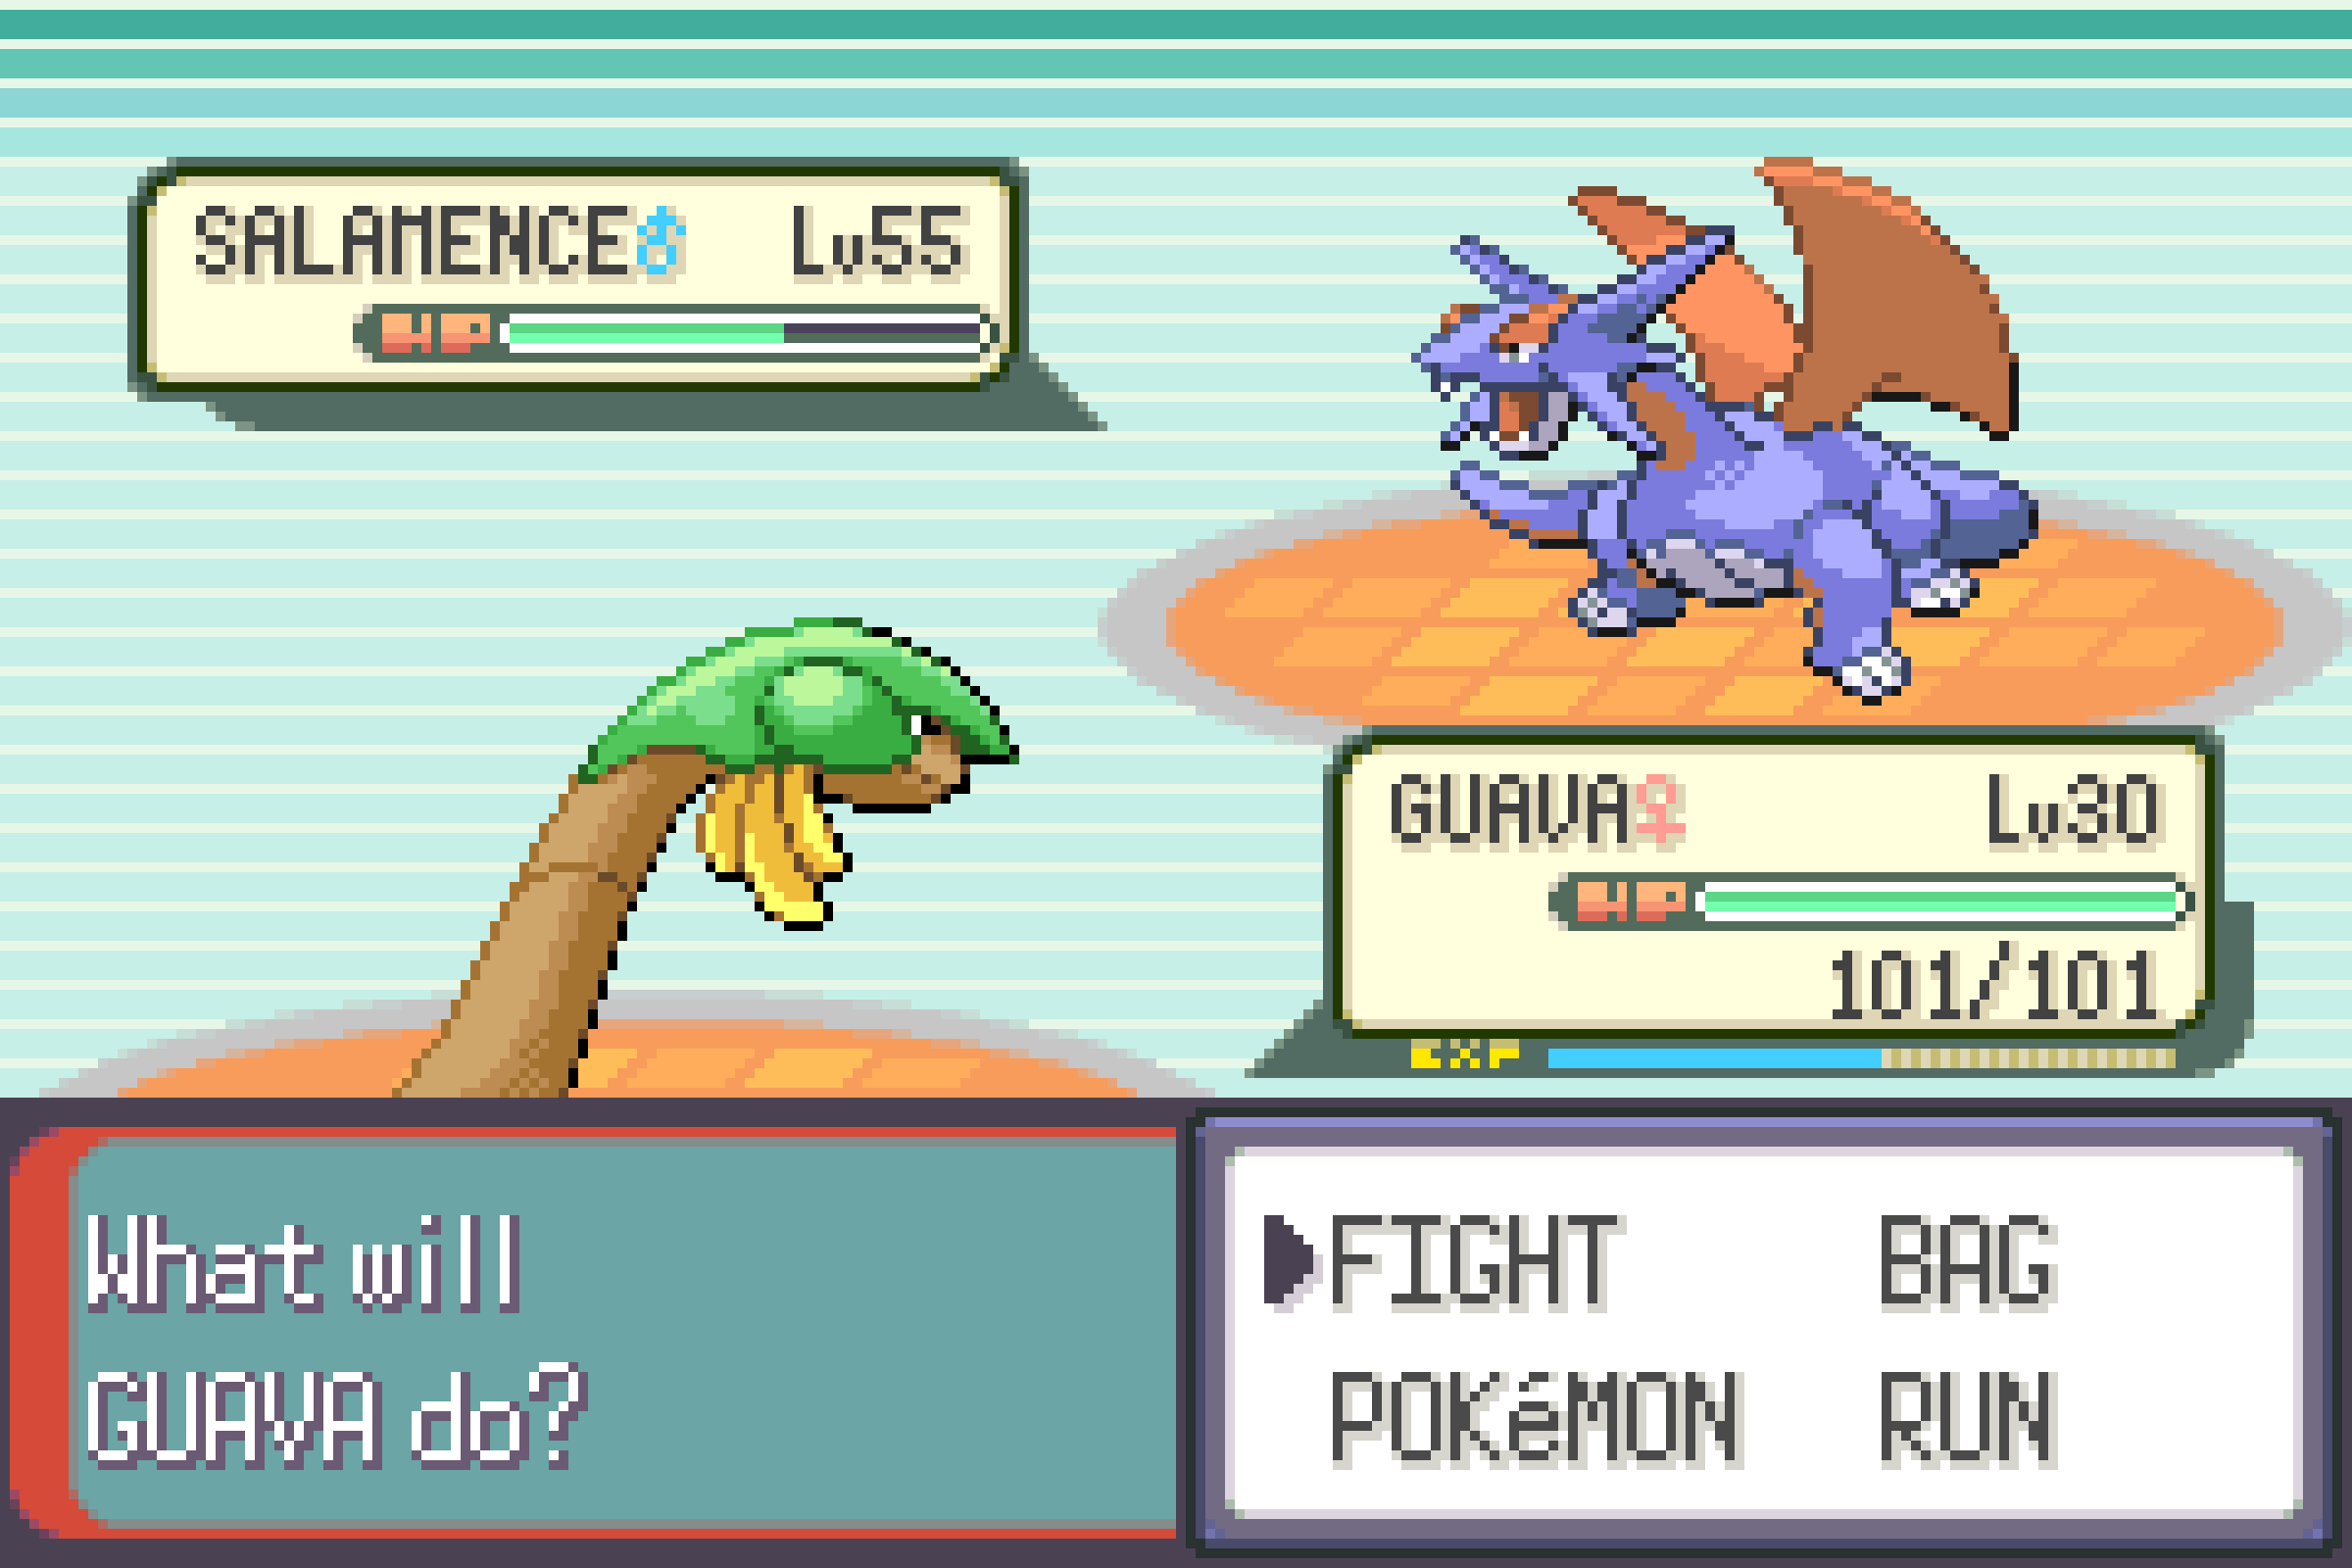 SALAMENCE♂ Lv55
HP
GUAVA♀ Lv30
HP
101/101
EXP
What will
GUAVA do?
FIGHT BAG
POKéMON RUN